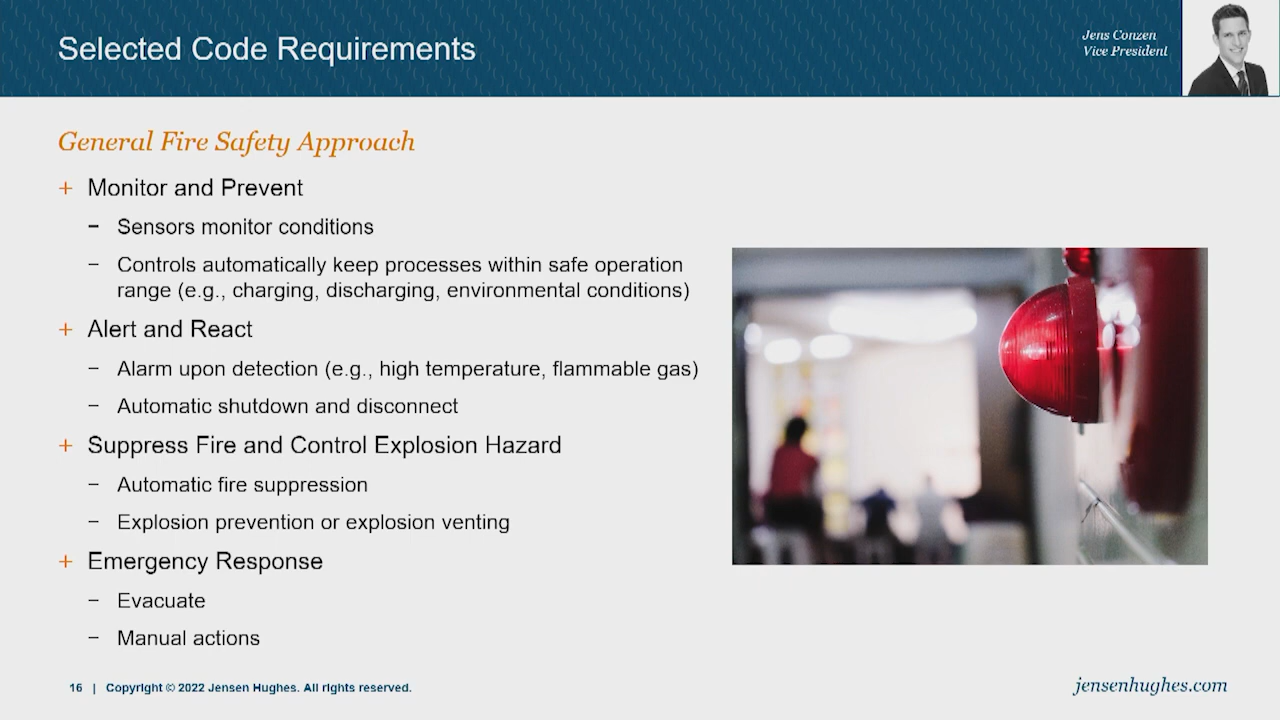 Selected Code Requirements
Jens Conzen
Vice President
General Fire Safety Approach
+ Monitor and Prevent
– Sensors monitor conditions
– Controls automatically keep processes within safe operation
range (e.g., charging, discharging, environmental conditions)
+ Alert and React
– Alarm upon detection (e.g., high temperature, flammable gas)
– Automatic shutdown and disconnect
+ Suppress Fire and Control Explosion Hazard
– Automatic fire suppression
– Explosion prevention or explosion venting
+ Emergency Response
– Evacuate
– Manual actions
16 | Copyright © 2022 Jensen Hughes. All rights reserved.
jensenhughes.com